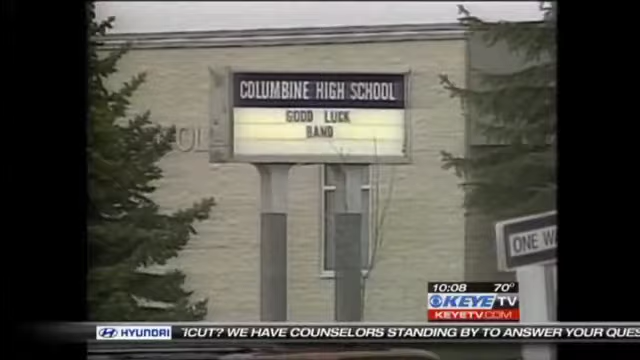 COLUMBINE HIGH SCHOOL
GOOD LUCK
BAND
OL
ONE W
10:08 70°
KEYE TV
KEYETV.COM
HYUNDAI 'ICUT? WE HAVE COUNSELORS STANDING BY TO ANSWER YOUR QUES